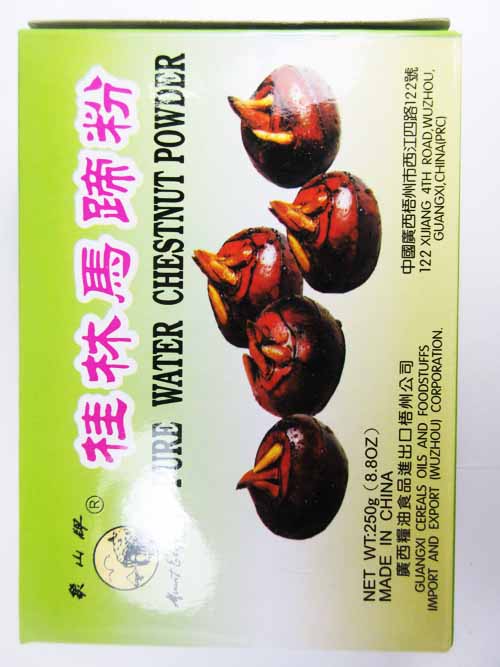 桂林馬蹄粉
PURE WATER CHESTNUT POWDER
象山牌
®
NET WT:250g (8.8OZ)
MADE IN CHINA
廣西糧油食品進出口梧州公司
GUANGXI CEREALS OILS AND FOODSTUFFS
IMPORT AND EXPORT (WUZHOU) CORPORATION.
中國廣西梧州市西江四路122號
122 XIJIANG 4TH ROAD,WUZHOU,
GUANGXI,CHINA(PRC)